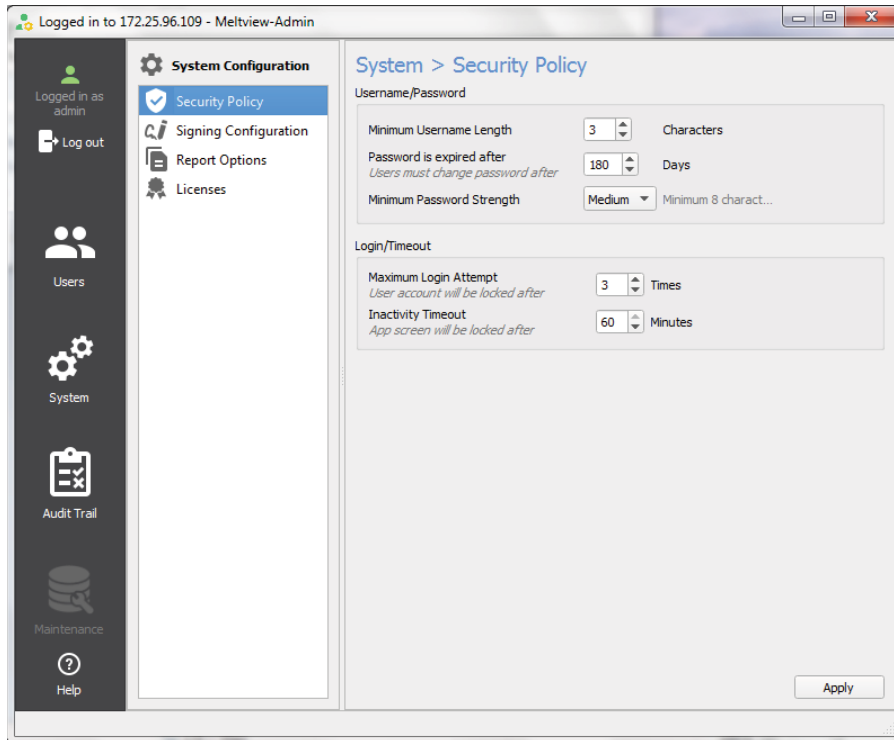 Logged in to 172.25.96.109 - Meltview-Admin
Logged in as
admin
Log out
Users
System
Audit Trail
Maintenance
Help
System Configuration
Security Policy
Signing Configuration
Report Options
Licenses
System > Security Policy
Username/Password
Minimum Username Length 3 Characters
Password is expired after
Users must change password after 180 Days
Minimum Password Strength Medium Minimum 8 charact...
Login/Timeout
Maximum Login Attempt
User account will be locked after 3 Times
Inactivity Timeout
App screen will be locked after 60 Minutes
Apply